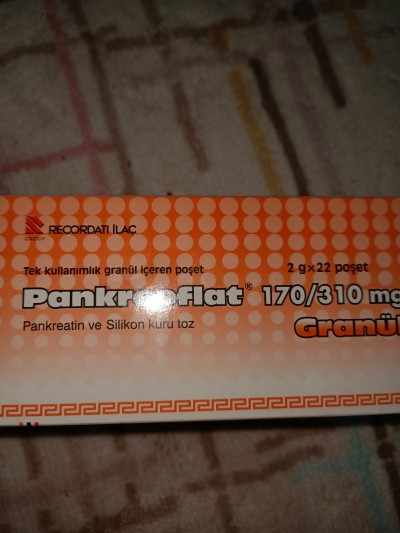 RECORDATI İLAÇ
GROUP
Tek kullanımlık granül içeren poşet
2 g×22 poşet
Pankreoflat® 170/310 mg
Granül
Pankreatin ve Silikon kuru toz